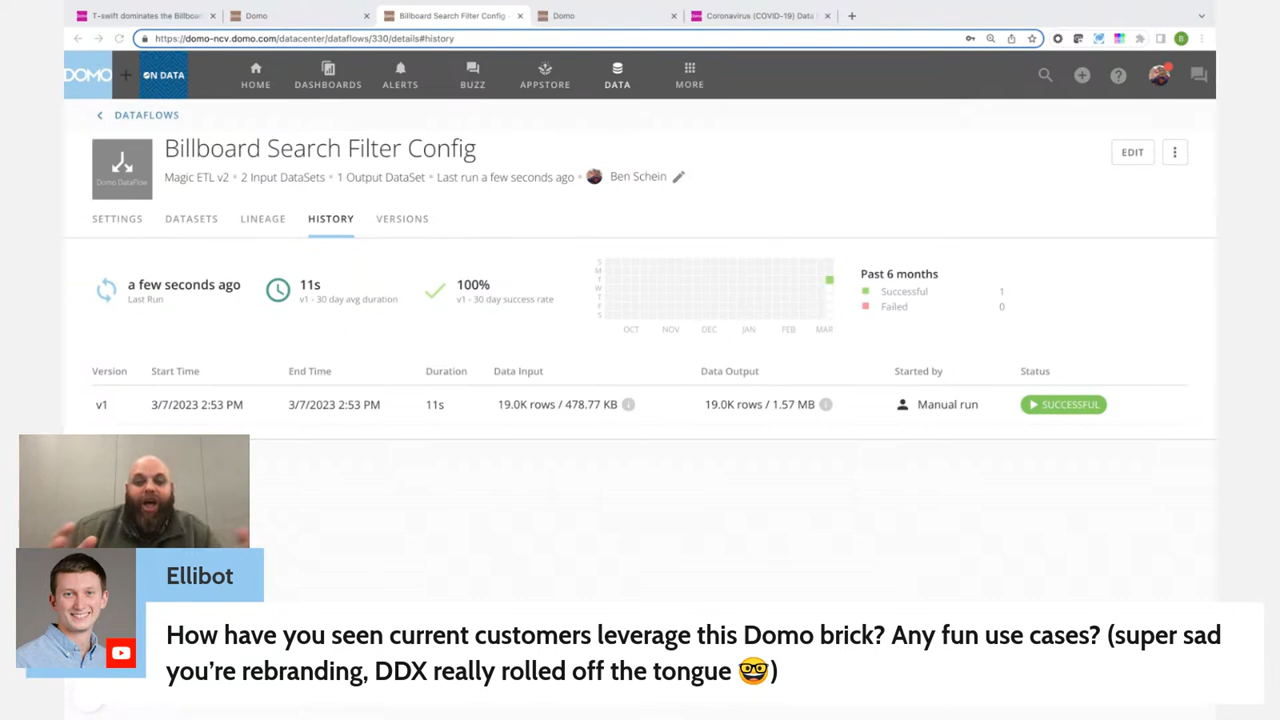 T-swift dominates the Billboar
Domo
Billboard Search Filter Config -
Domo
Coronavirus (COVID-19) Data |
https://domo-ncv.domo.com/datacenter/dataflows/330/details#history
B
DOMO
ON DATA
HOME
DASHBOARDS
ALERTS
BUZZ
APPSTORE
DATA
MORE
DATAFLOWS
Domo DataFlow
Billboard Search Filter Config
Magic ETL v2 • 2 Input DataSets • 1 Output DataSet • Last run a few seconds ago • Ben Schein
EDIT
SETTINGS
DATASETS
LINEAGE
HISTORY
VERSIONS
a few seconds ago
Last Run
11s
v1 - 30 day avg duration
100%
v1 - 30 day success rate
S
M
T
W
T
F
S
OCT NOV DEC JAN FEB MAR
Past 6 months
Successful 1
Failed 0
Version Start Time End Time Duration Data Input Data Output Started by Status
v1 3/7/2023 2:53 PM 3/7/2023 2:53 PM 11s 19.0K rows / 478.77 KB 19.0K rows / 1.57 MB Manual run SUCCESSFUL
Ellibot
How have you seen current customers leverage this Domo brick? Any fun use cases? (super sad
you're rebranding, DDX really rolled off the tongue 🤓)